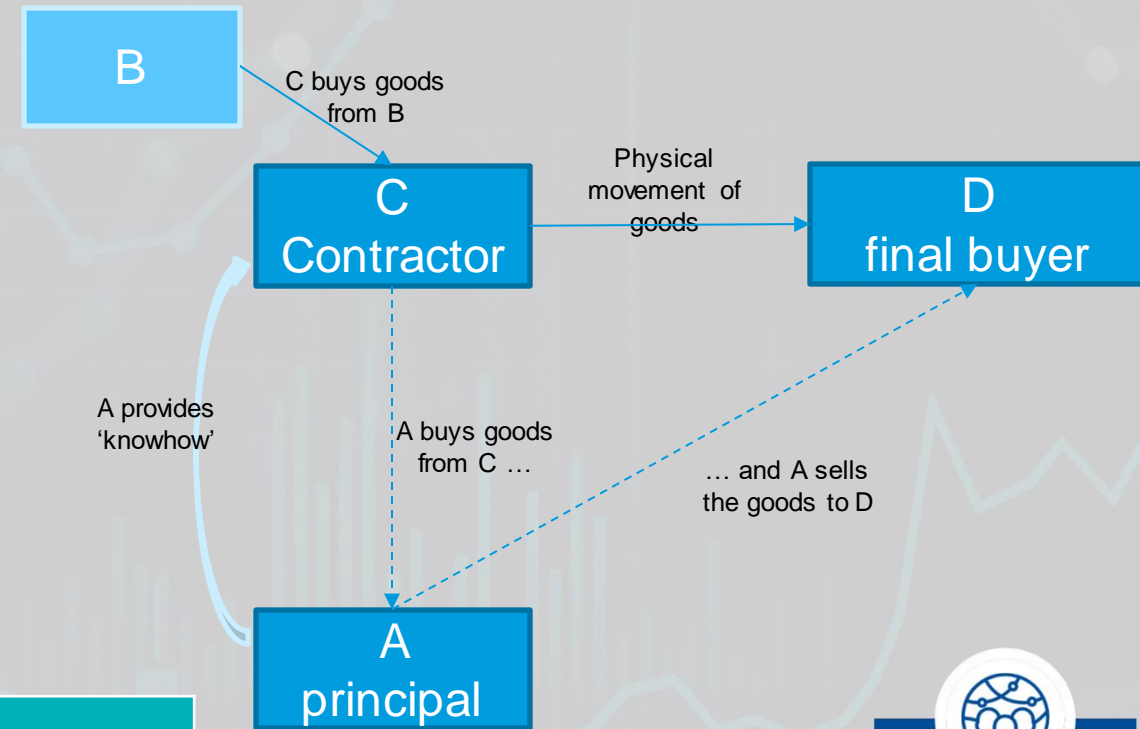 B
C buys goods
from B
Physical
movement of
goods
C
Contractor
D
final buyer
A provides
‘knowhow’
A buys goods
from C …
… and A sells
the goods to D
A
principal